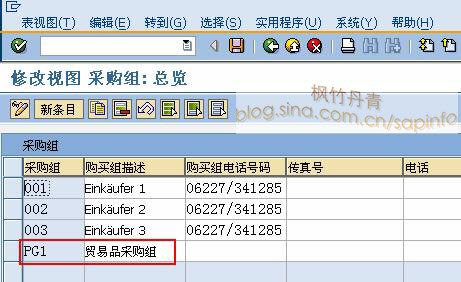 表视图(T) 编辑(E) 转到(G) 选择(S) 实用程序(U) 系统(Y) 帮助(H)
修改视图 采购组: 总览
枫竹丹青
新条目
blog.sina.com.cn/sapinfo
采购组
采购组 购买组描述 购买组电话号码 传真号 电话
001 Einkäufer 1 06227/341285
002 Einkäufer 2 06227/341285
003 Einkäufer 3 06227/341285
PG1 贸易品采购组